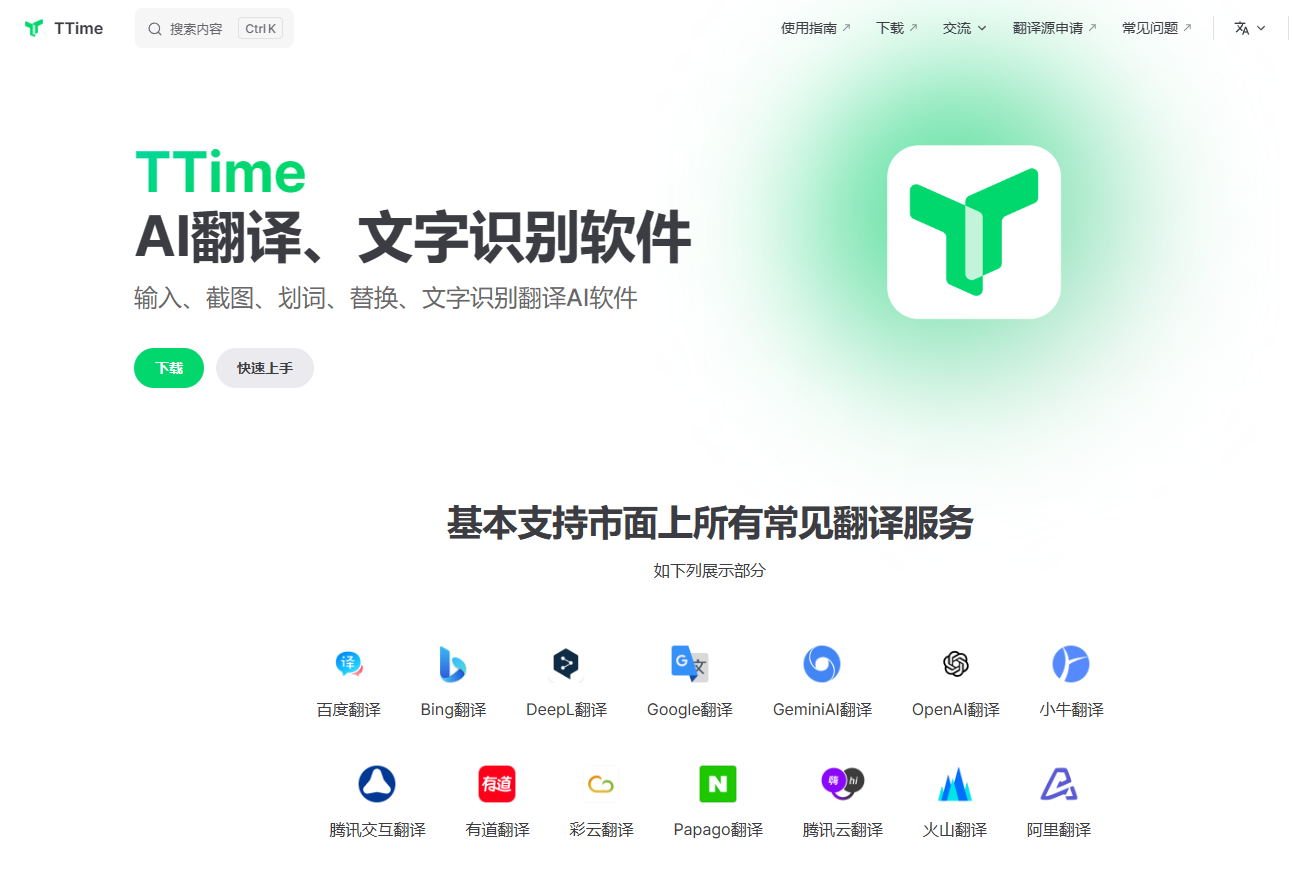 TTime 搜索内容 Ctrl K 使用指南 下载 交流 翻译源申请 常见问题
TTime
AI翻译、文字识别软件
输入、截图、划词、替换、文字识别翻译AI软件
下载 快速上手
基本支持市面上所有常见翻译服务
如下列展示部分
译 G 文
百度翻译 Bing翻译 DeepL翻译 Google翻译 GeminiAI翻译 OpenAI翻译 小牛翻译
有道 N 嗨 hi
腾讯交互翻译 有道翻译 彩云翻译 Papago翻译 腾讯云翻译 火山翻译 阿里翻译